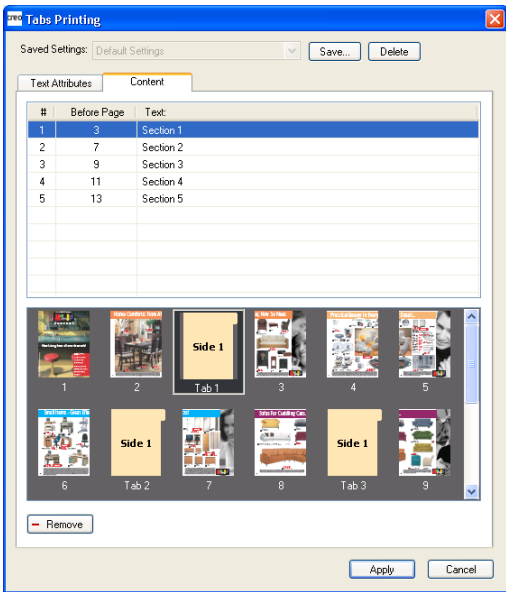 creo Tabs Printing
Saved Settings: Default Settings Save... Delete
Text Attributes Content
# Before Page Text:
1 3 Section 1
2 7 Section 2
3 9 Section 3
4 11 Section 4
5 13 Section 5
Side 1
1 2 Tab 1 3 4 5
Side 1 Side 1
6 Tab 2 7 8 Tab 3 9
Remove
Apply Cancel